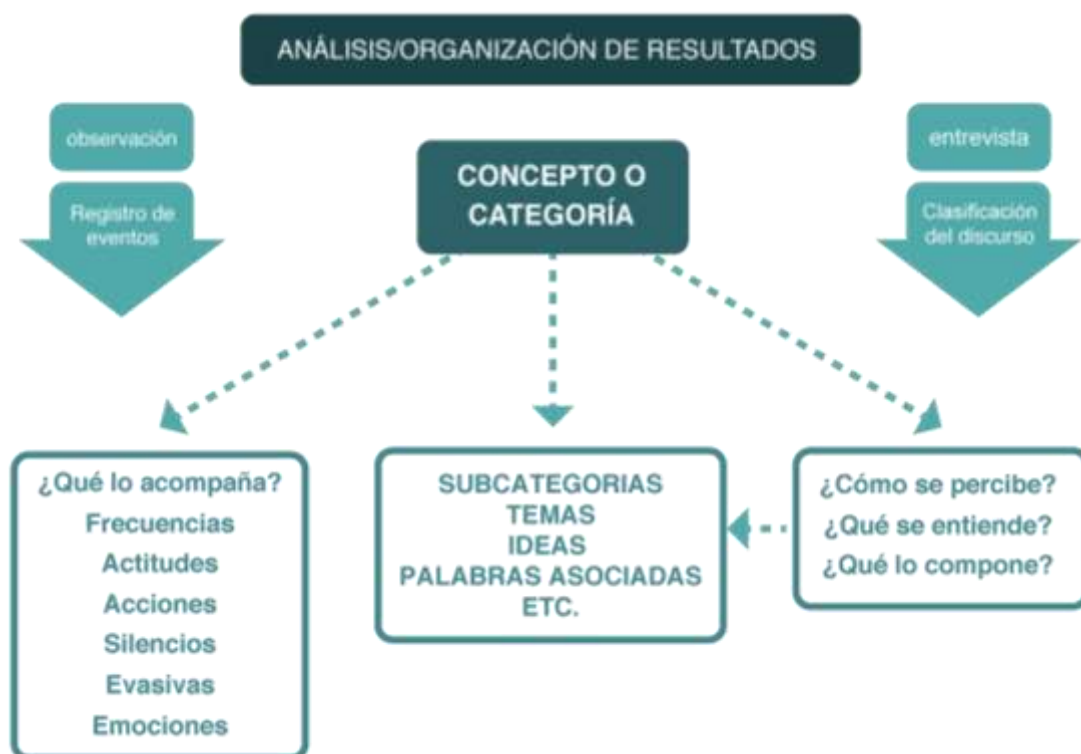 ANÁLISIS/ORGANIZACIÓN DE RESULTADOS
observación
Registro de
eventos
CONCEPTO O
CATEGORÍA
entrevista
Clasificación
del discurso
¿Qué lo acompaña?
Frecuencias
Actitudes
Acciones
Silencios
Evasivas
Emociones
SUBCATEGORIAS
TEMAS
IDEAS
PALABRAS ASOCIADAS
ETC.
¿Cómo se percibe?
¿Qué se entiende?
¿Qué lo compone?